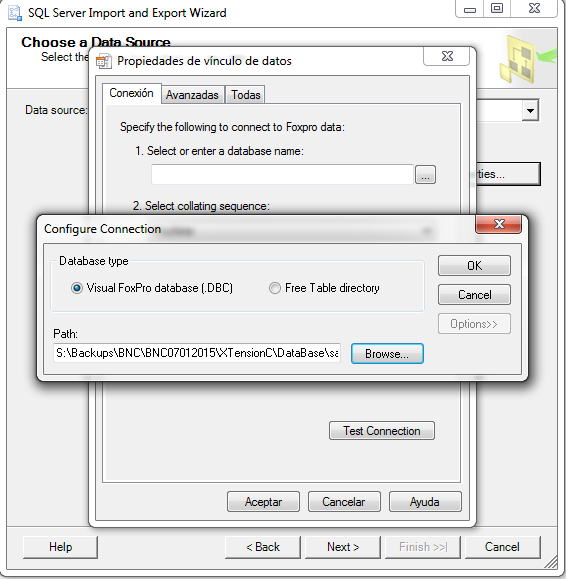 SQL Server Import and Export Wizard
Choose a Data Source
Select the
Propiedades de vínculo de datos
Conexión Avanzadas Todas
Data source:
Specify the following to connect to Foxpro data:
1. Select or enter a database name:
...
rties...
2. Select collating sequence:
Configure Connection
Database type
Visual FoxPro database (.DBC) Free Table directory
OK
Cancel
Options>>
Path:
S:\Backups\BNC\BNC07012015\XTensionC\DataBase\sa
Browse...
Test Connection
Aceptar Cancelar Ayuda
Help < Back Next > Finish >>| Cancel